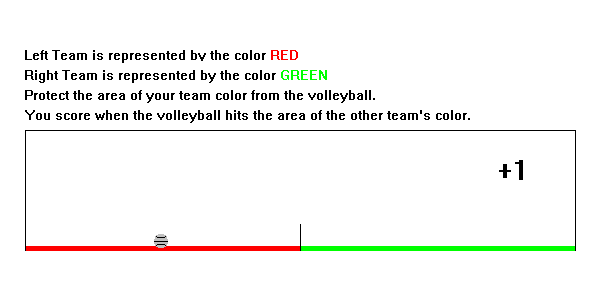 Left Team is represented by the color RED
Right Team is represented by the color GREEN
Protect the area of your team color from the volleyball.
You score when the volleyball hits the area of the other team's color.
+1